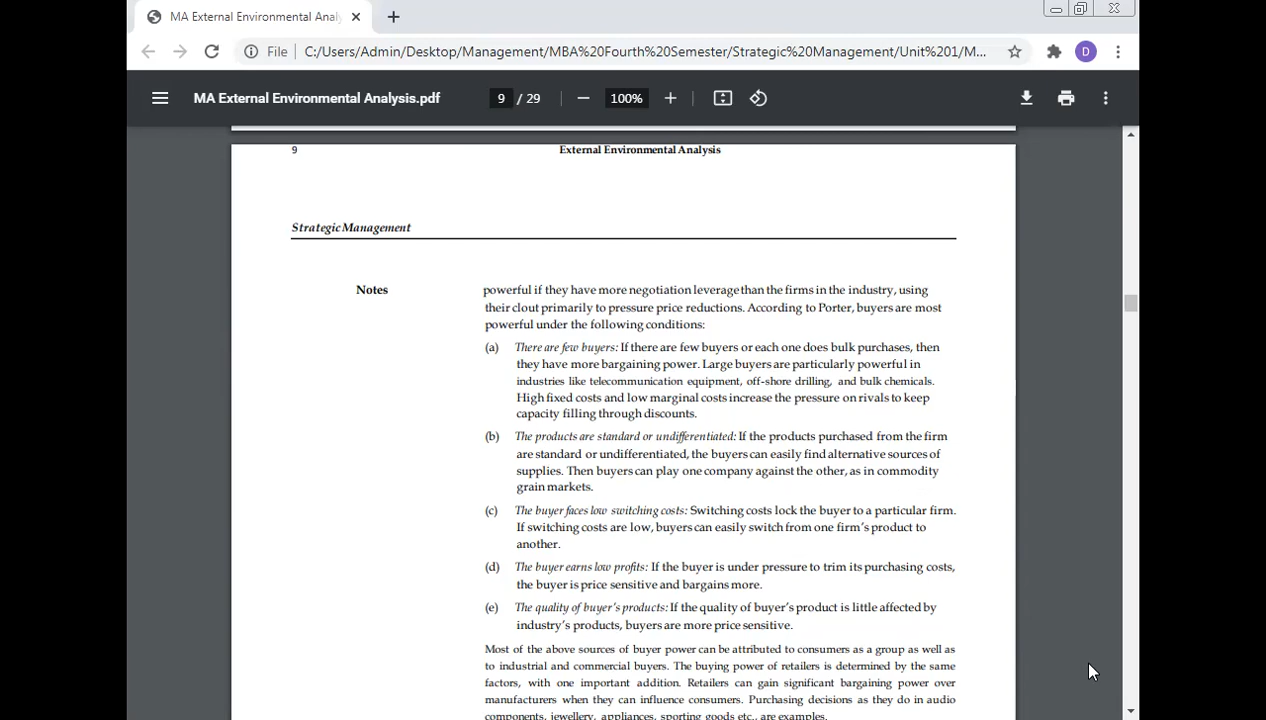 MA External Environmental Analy
File C:/Users/Admin/Desktop/Management/MBA%20Fourth%20Semester/Strategic%20Management/Unit%201/M...
D
MA External Environmental Analysis.pdf
9 / 29
100%
9 External Environmental Analysis
Strategic Management
Notes
powerful if they have more negotiation leverage than the firms in the industry, using
their clout primarily to pressure price reductions. According to Porter, buyers are most
powerful under the following conditions:
(a) There are few buyers: If there are few buyers or each one does bulk purchases, then
they have more bargaining power. Large buyers are particularly powerful in
industries like telecommunication equipment, off-shore drilling, and bulk chemicals.
High fixed costs and low marginal costs increase the pressure on rivals to keep
capacity filling through discounts.
(b) The products are standard or undifferentiated: If the products purchased from the firm
are standard or undifferentiated, the buyers can easily find alternative sources of
supplies. Then buyers can play one company against the other, as in commodity
grain markets.
(c) The buyer faces low switching costs: Switching costs lock the buyer to a particular firm.
If switching costs are low, buyers can easily switch from one firm's product to
another.
(d) The buyer earns low profits: If the buyer is under pressure to trim its purchasing costs,
the buyer is price sensitive and bargains more.
(e) The quality of buyer's products: If the quality of buyer's product is little affected by
industry's products, buyers are more price sensitive.
Most of the above sources of buyer power can be attributed to consumers as a group as well as
to industrial and commercial buyers. The buying power of retailers is determined by the same
factors, with one important addition. Retailers can gain significant bargaining power over
manufacturers when they can influence consumers. Purchasing decisions as they do in audio
components, jewellery, appliances, sporting goods etc., are examples.